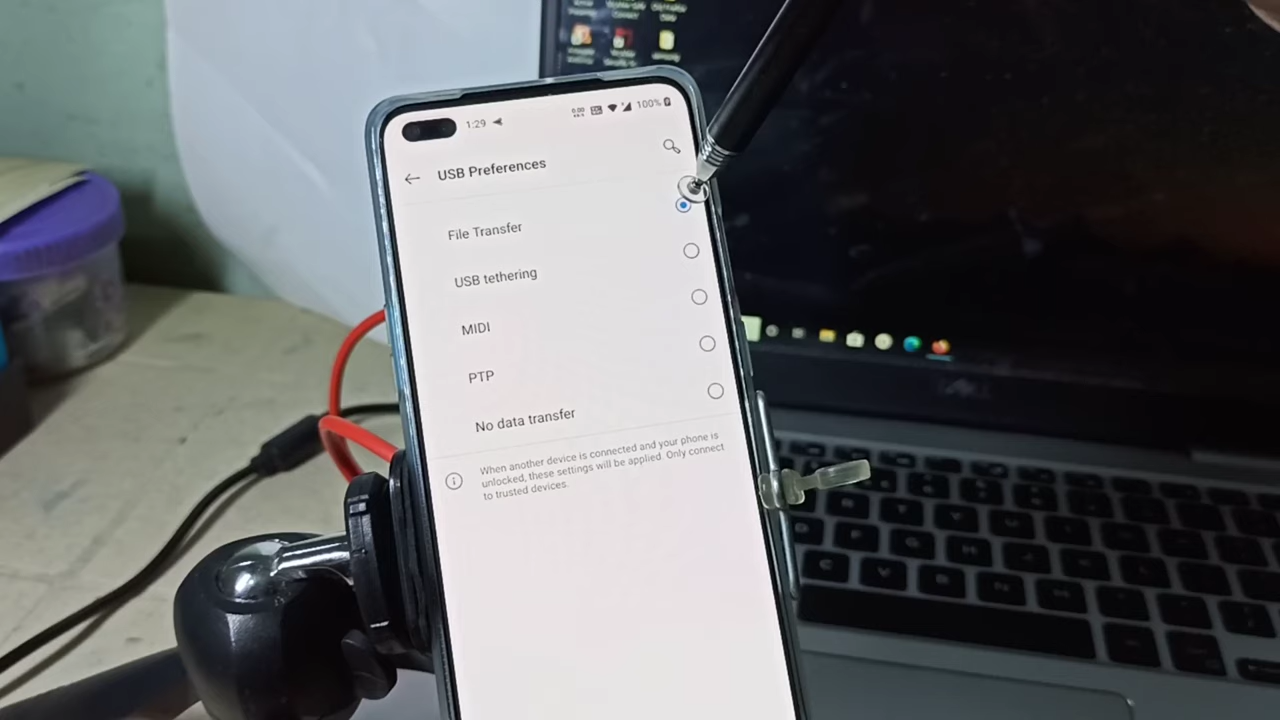 1:29
100%
USB Preferences
File Transfer
USB tethering
MIDI
PTP
No data transfer
When another device is connected and your phone is
unlocked, these settings will be applied. Only connect
to trusted devices.